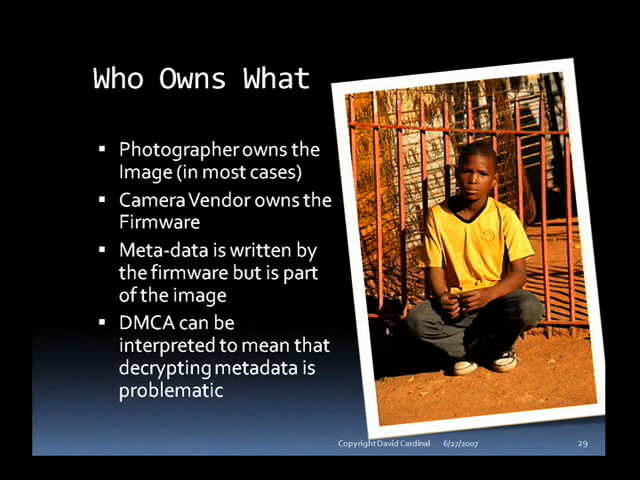 Who Owns What
Photographer owns the
Image (in most cases)
Camera Vendor owns the
Firmware
Meta-data is written by
the firmware but is part
of the image
DMCA can be
interpreted to mean that
decrypting metadata is
problematic
Copyright David Cardinal 6/27/2007 29